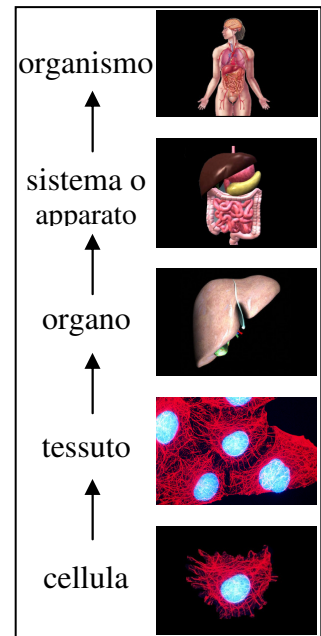 organismo
sistema o
apparato
organo
tessuto
cellula